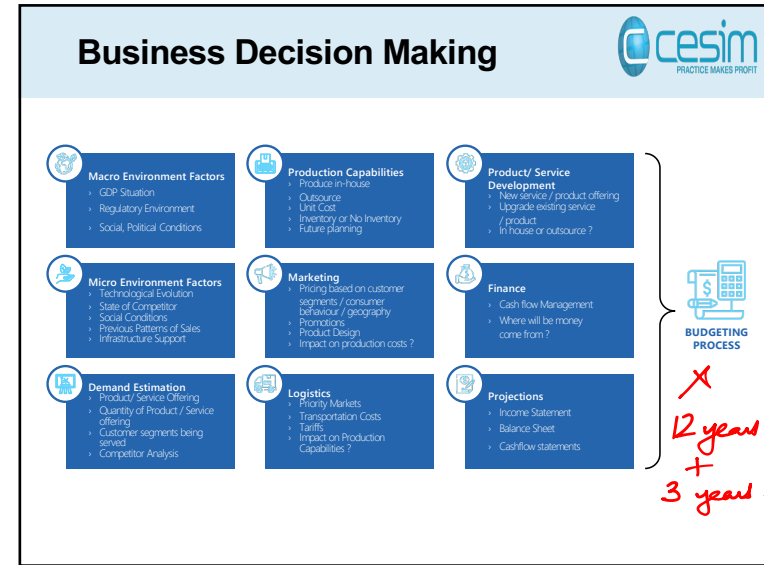 Business Decision Making
cesim
PRACTICE MAKES PROFIT
Macro Environment Factors
› GDP Situation
› Regulatory Environment
› Social, Political Conditions
Production Capabilities
› Produce in-house
› Outsource
› Unit Cost
› Inventory or No Inventory
› Future planning
Product/ Service
Development
› New service / product offering
› Upgrade existing service
/ product
› In house or outsource ?
Micro Environment Factors
› Technological Evolution
› State of Competitor
› Social Conditions
› Previous Patterns of Sales
› Infrastructure Support
Marketing
› Pricing based on customer
segments / consumer
behaviour / geography
› Promotions
› Product Design
› Impact on production costs ?
Finance
› Cash flow Management
› Where will be money
come from ?
Demand Estimation
› Product/ Service Offering
› Quantity of Product / Service
offering
› Customer segments being
served
› Competitor Analysis
Logistics
› Priority Markets
› Transportation Costs
› Tariffs
› Impact on Production
Capabilities ?
Projections
› Income Statement
› Balance Sheet
› Cashflow statements
$
BUDGETING
PROCESS
12 years
+
3 years